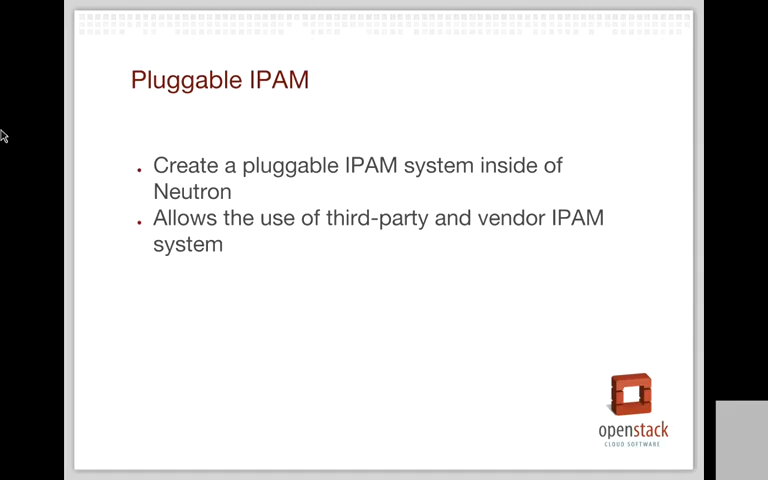 Pluggable IPAM
Create a pluggable IPAM system inside of
Neutron
Allows the use of third-party and vendor IPAM
system
openstack
CLOUD SOFTWARE